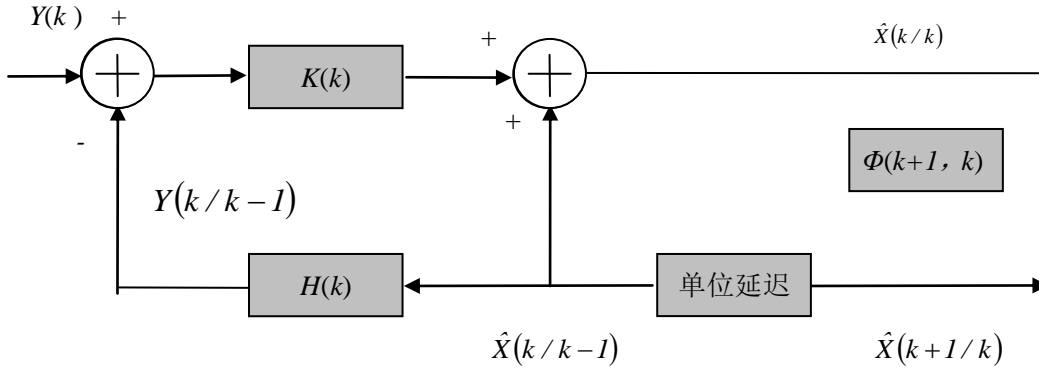 Y(k) +
+
X̂(k/k)
K(k)
+
-
Φ(k+1，k)
Y(k/k−1)
H(k)
单位延迟
X̂(k/k−1)
X̂(k+1/k)